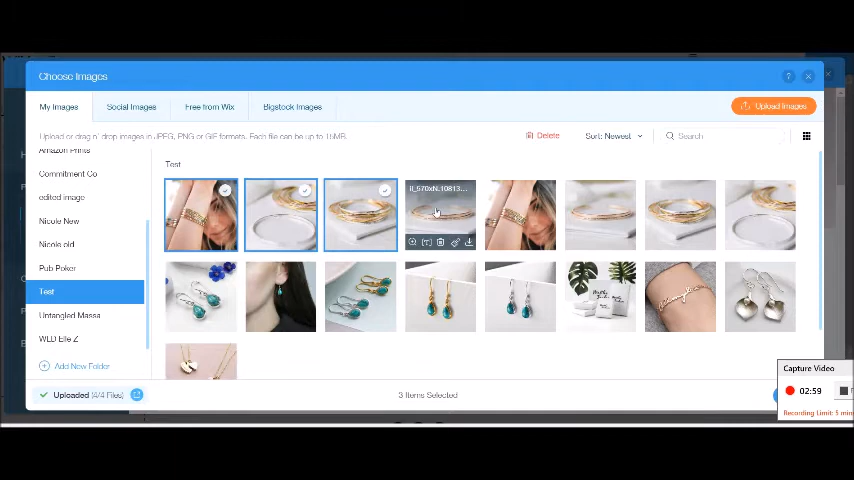 Choose Images
?
My Images
Social Images
Free from Wix
Bigstock Images
Upload Images
Upload or drag n' drop images in JPEG, PNG or GIF formats. Each file can be up to 15MB.
Delete
Sort: Newest
Search
Amazon Prints
Commitment Co
edited image
Nicole New
Nicole old
Pub Poker
Test
Untangled Massa
WLD Elle Z
Add New Folder
Test
il_570xN.10813...
Uploaded (4/4 Files)
3 Items Selected
Capture Video
02:59
Recording Limit: 5 min